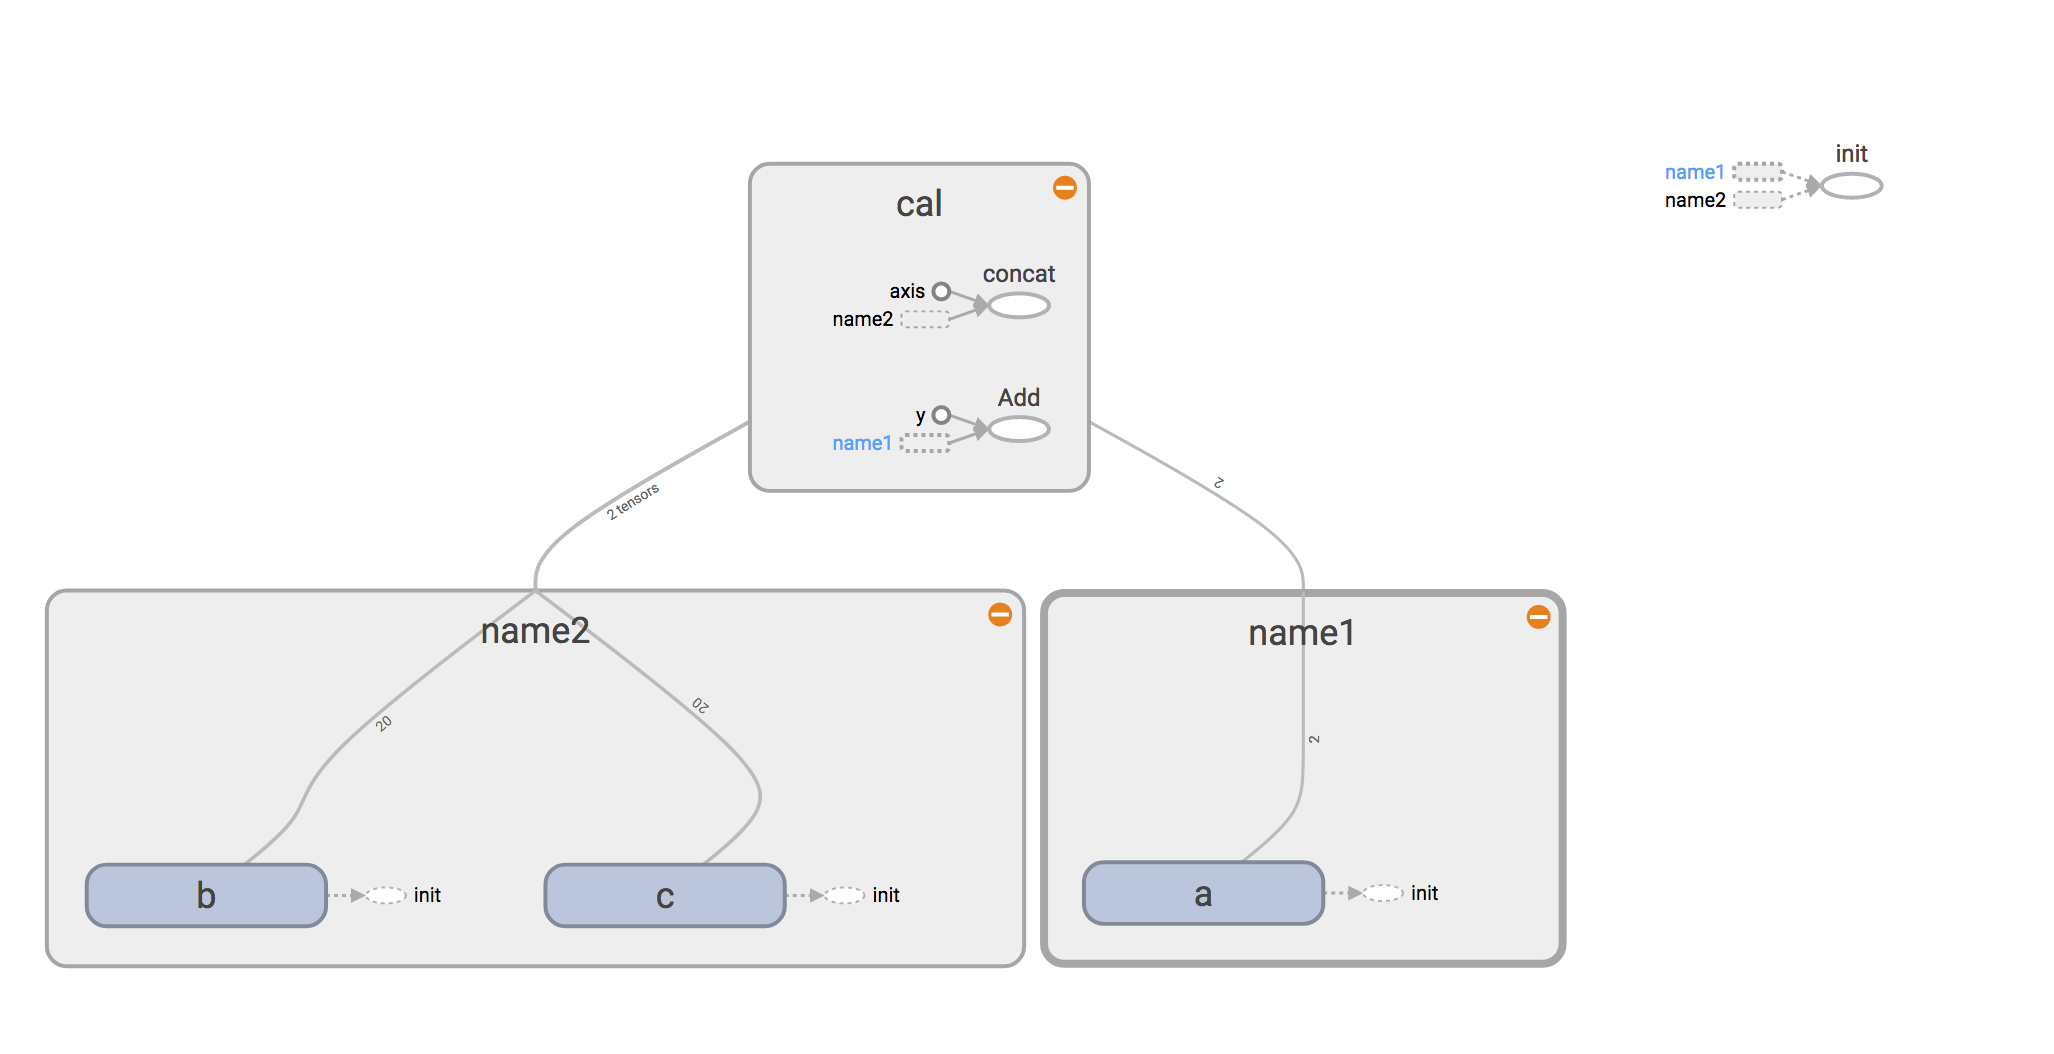 init
name1
name2
cal
concat
axis
name2
Add
y
name1
2 tensors
2
name2
20
20
b
init
c
init
name1
2
a
init